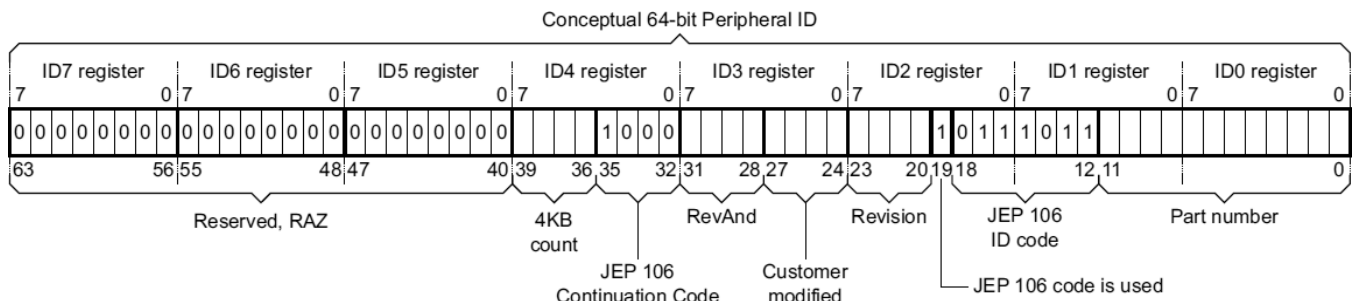 Conceptual 64-bit Peripheral ID
ID7 register ID6 register ID5 register ID4 register ID3 register ID2 register ID1 register ID0 register
7 0 7 0 7 0 7 0 7 0 7 0 7 0 7 0
0 0 0 0 0 0 0 0 0 0 0 0 0 0 0 0 0 0 0 0 0 0 0 0 1 0 0 0 1 0 1 1 1 0 1 1
63 56 55 48 47 40 39 36 35 32 31 28 27 24 23 20 19 18 12 11 0
Reserved, RAZ 4KB RevAnd Revision JEP 106 Part number
count ID code
JEP 106 Customer JEP 106 code is used
Continuation Code modified